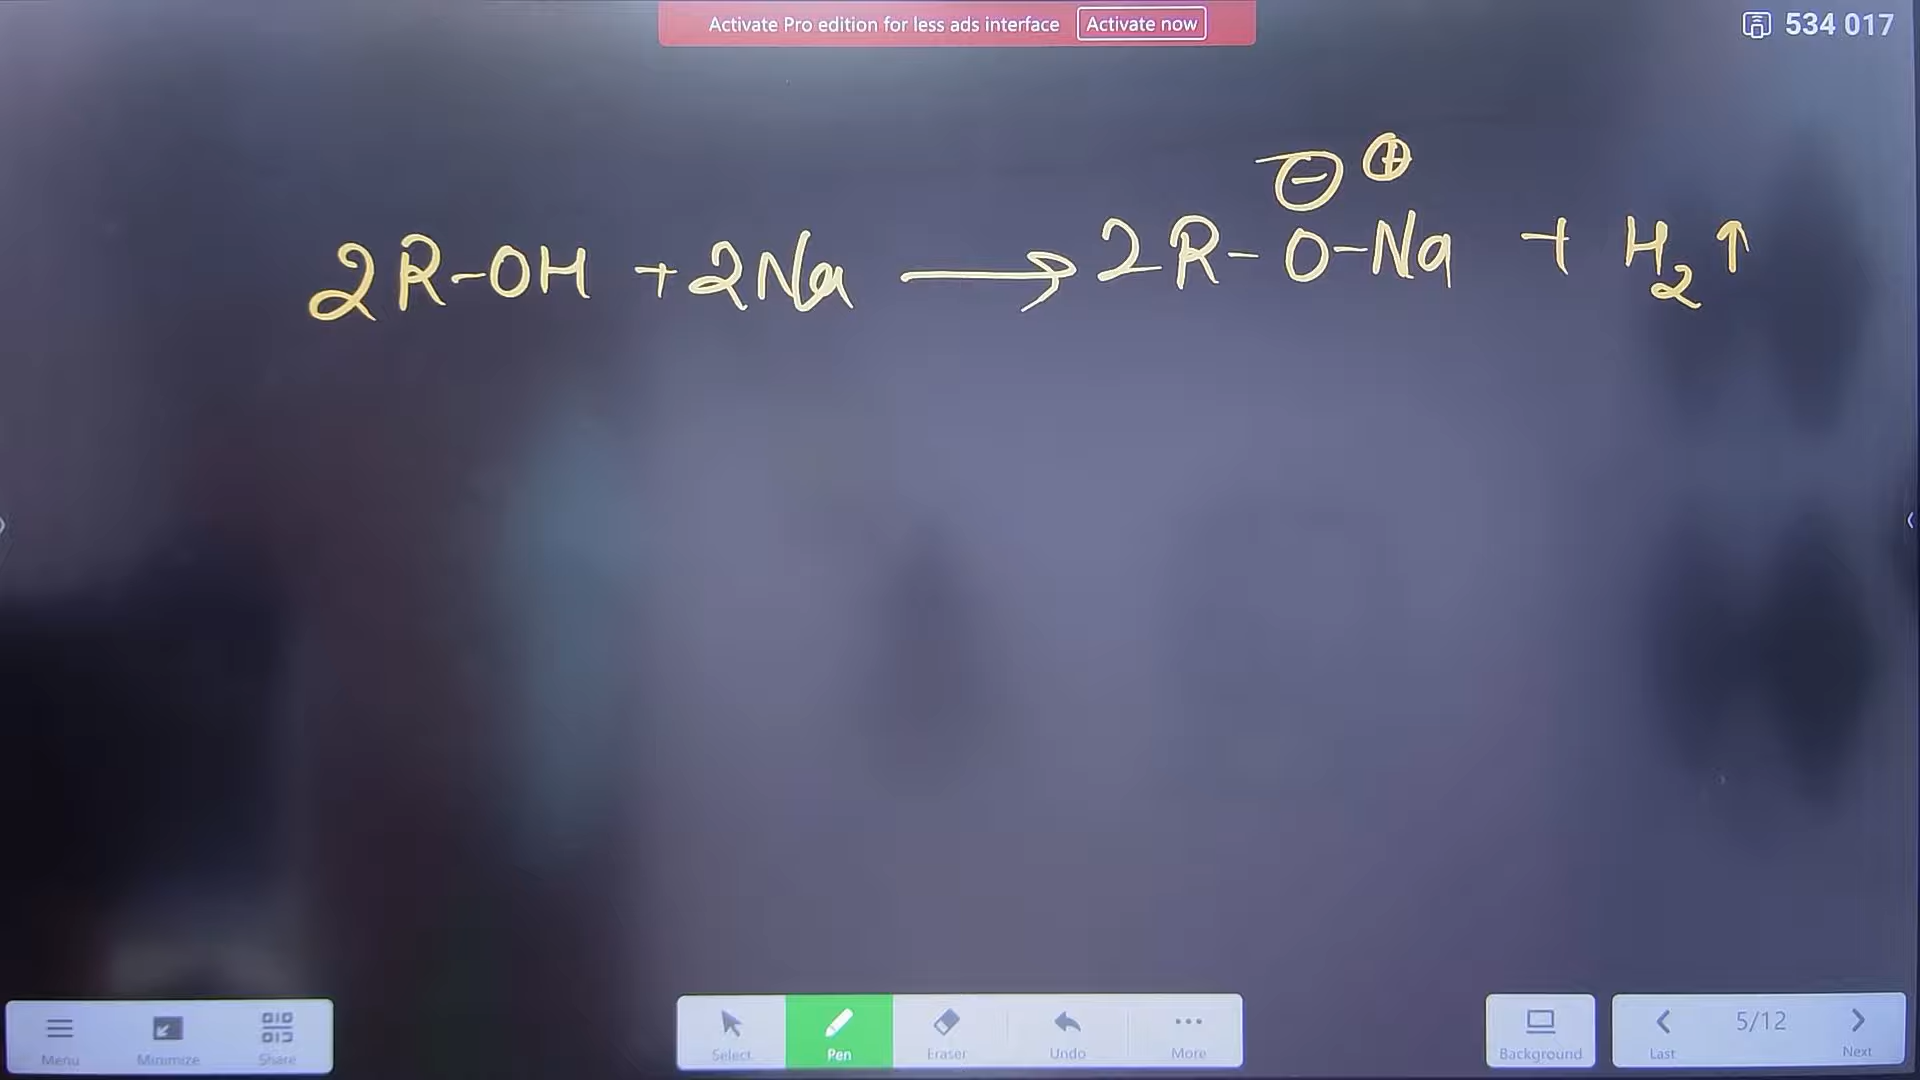 Activate Pro edition for less ads interface Activate now
534 017
⊖ ⊕
2R-OH + 2Na ⟶ 2R-O-Na + H₂↑
Menu Minimize Share Select Pen Eraser Undo More Background Last 5/12 Next